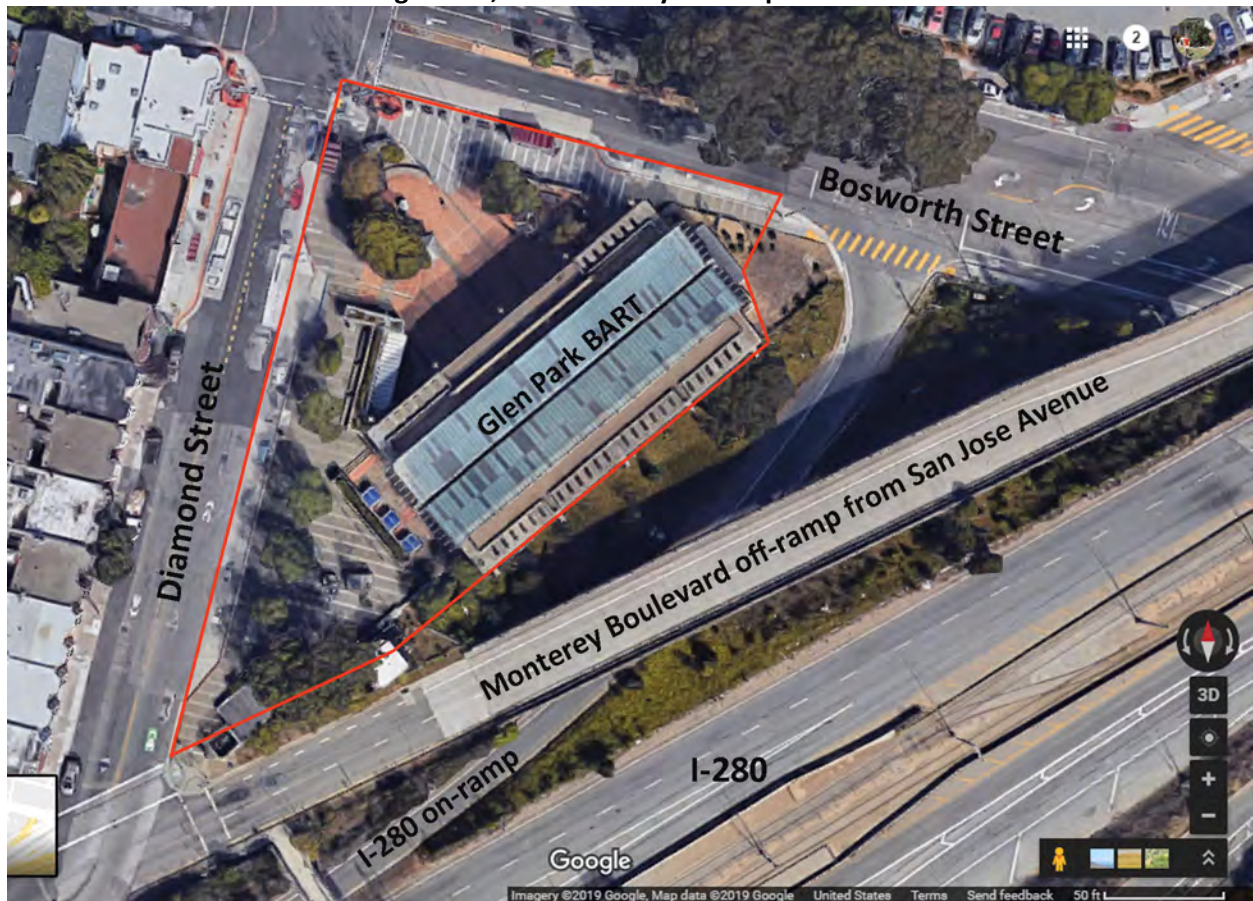 Bosworth Street
Glen Park BART
Diamond Street
Monterey Boulevard off-ramp from San Jose Avenue
I-280 on-ramp
I-280
2
3D
+
−
Google
Imagery ©2019 Google, Map data ©2019 Google United States Terms Send feedback 50 ft